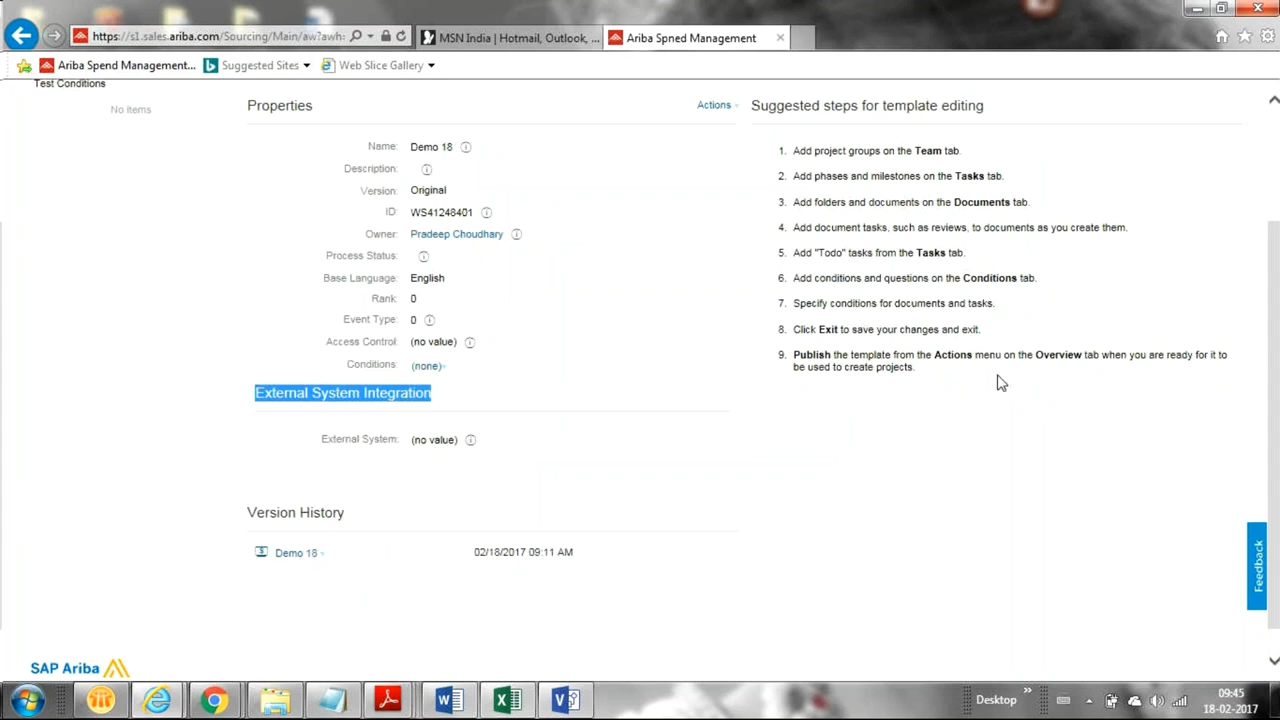 https://s1.sales.ariba.com/Sourcing/Main/aw?awh:
MSN India | Hotmail, Outlook, ...
Ariba Spned Management
Ariba Spend Management...
Suggested Sites
Web Slice Gallery
Test Conditions
No Items
Properties
Actions
Name: Demo 18
Description:
Version: Original
ID: WS41248401
Owner: Pradeep Choudhary
Process Status:
Base Language: English
Rank: 0
Event Type: 0
Access Control: (no value)
Conditions: (none)
External System Integration
External System: (no value)
Version History
Demo 18 02/18/2017 09:11 AM
Suggested steps for template editing
1. Add project groups on the Team tab.
2. Add phases and milestones on the Tasks tab.
3. Add folders and documents on the Documents tab.
4. Add document tasks, such as reviews, to documents as you create them.
5. Add "Todo" tasks from the Tasks tab.
6. Add conditions and questions on the Conditions tab.
7. Specify conditions for documents and tasks.
8. Click Exit to save your changes and exit.
9. Publish the template from the Actions menu on the Overview tab when you are ready for it to
be used to create projects.
Feedback
SAP Ariba
Desktop
09:45
18-02-2017